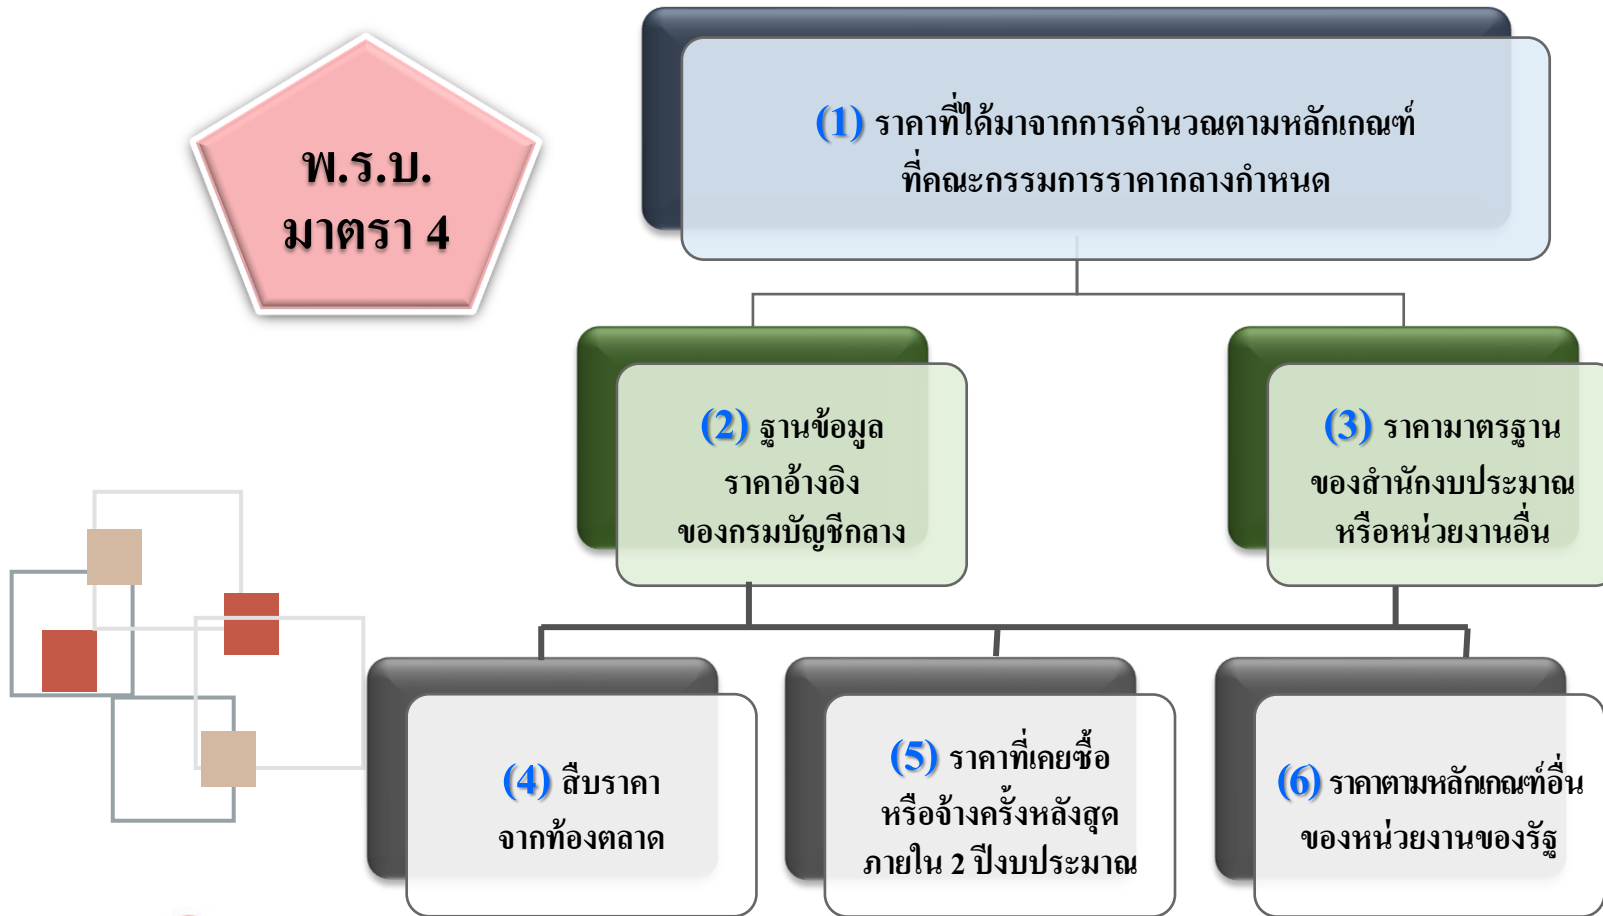 พ.ร.บ.
มาตรา 4
(1) ราคาที่ได้มาจากการคำนวณตามหลักเกณฑ์
ที่คณะกรรมการราคากลางกำหนด
(2) ฐานข้อมูล
ราคาอ้างอิง
ของกรมบัญชีกลาง
(3) ราคามาตรฐาน
ของสำนักงบประมาณ
หรือหน่วยงานอื่น
(4) สืบราคา
จากท้องตลาด
(5) ราคาที่เคยซื้อ
หรือจ้างครั้งหลังสุด
ภายใน 2 ปีงบประมาณ
(6) ราคาตามหลักเกณฑ์อื่น
ของหน่วยงานของรัฐ